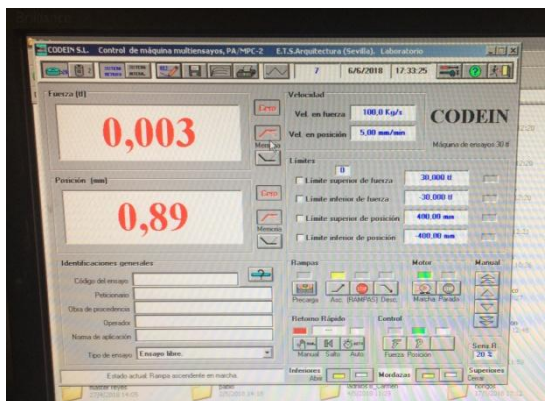 CODEIN S.L. Control de máquina multiensayos, PA/MPC-2 E.T.S.Arquitectura (Sevilla). Laboratorio
7 6/6/2018 17:33:25
Fuerza [tf]
0,003
Cero
Memoria
Posición [mm]
0,89
Cero
Memoria
Velocidad
Vel. en fuerza 100,0 Kg/s
Vel. en posición 5,00 mm/min
CODEIN
Máquina de ensayos 30 tf
Límites
0
Límite superior de fuerza 30,000 tf
Límite inferior de fuerza -30,000 tf
Límite superior de posición 400,00 mm
Límite inferior de posición -400,00 mm
Identificaciones generales
Código del ensayo
Peticionario
Obra de procedencia
Operador
Norma de aplicación
Tipo de ensayo Ensayo libre.
Estado actual: Rampa ascendente en marcha.
Rampas Motor Manual
Precarga Asc. (RAMPAS) Desc. Marcha Parado
Retorno Rápido Control
Manual Salto Auto Fuerza Posición
Sens.R.
20 %
Inferiores Mordazas Superiores
Abrir Cerrar